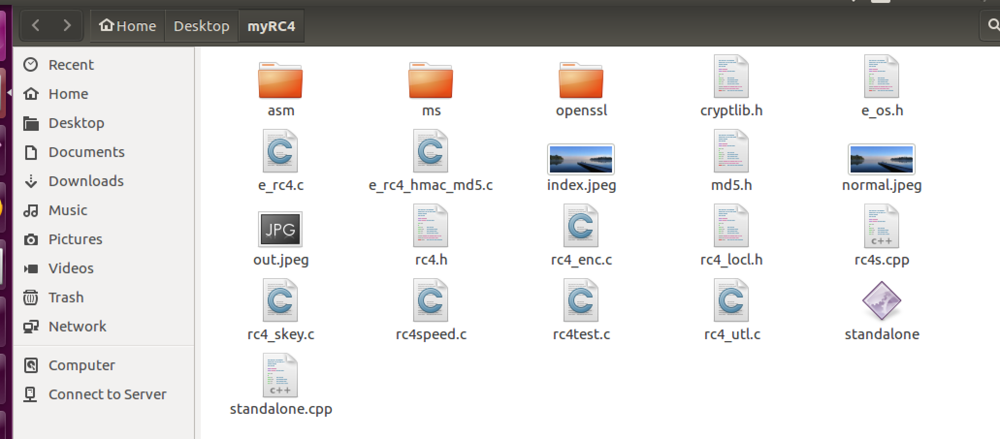 Home Desktop myRC4
Recent
Home
Desktop
Documents
Downloads
Music
Pictures
Videos
Trash
Network
Computer
Connect to Server
asm ms openssl cryptlib.h e_os.h
e_rc4.c e_rc4_hmac_md5.c index.jpeg md5.h normal.jpeg
JPG
c++
out.jpeg rc4.h rc4_enc.c rc4_locl.h rc4s.cpp
rc4_skey.c rc4speed.c rc4test.c rc4_utl.c standalone
c++
standalone.cpp